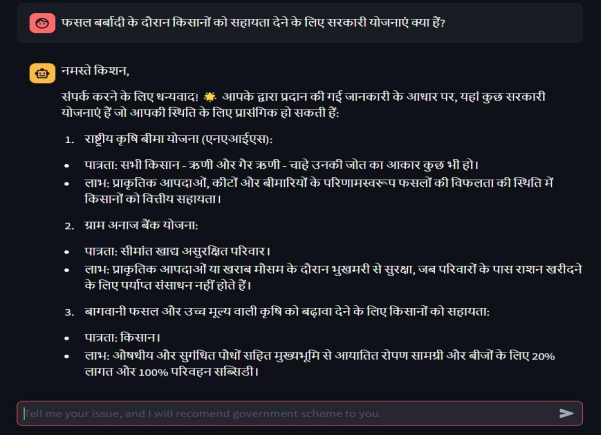 फसल बर्बादी के दौरान किसानों को सहायता देने के लिए सरकारी योजनाएं क्या हैं?
नमस्ते किशन,
संपर्क करने के लिए धन्यवाद! 🌟 आपके द्वारा प्रदान की गई जानकारी के आधार पर, यहां कुछ सरकारी
योजनाएं हैं जो आपकी स्थिति के लिए प्रासंगिक हो सकती हैं:
1. राष्ट्रीय कृषि बीमा योजना (एनएआईएस):
• पात्रता: सभी किसान - ऋणी और गैर ऋणी - चाहे उनकी जोत का आकार कुछ भी हो।
• लाभ: प्राकृतिक आपदाओं, कीटों और बीमारियों के परिणामस्वरूप फसलों की विफलता की स्थिति में
किसानों को वित्तीय सहायता।
2. ग्राम अनाज बैंक योजना:
• पात्रता: सीमांत खाद्य असुरक्षित परिवार।
• लाभ: प्राकृतिक आपदाओं या खराब मौसम के दौरान भुखमरी से सुरक्षा, जब परिवारों के पास राशन खरीदने
के लिए पर्याप्त संसाधन नहीं होते हैं।
3. बागवानी फसल और उच्च मूल्य वाली कृषि को बढ़ावा देने के लिए किसानों को सहायता:
• पात्रता: किसान।
• लाभ: औषधीय और सुगंधित पौधों सहित मुख्यभूमि से आयातित रोपण सामग्री और बीजों के लिए 20%
लागत और 100% परिवहन सब्सिडी।
Tell me your issue, and I will recomend government scheme to you.